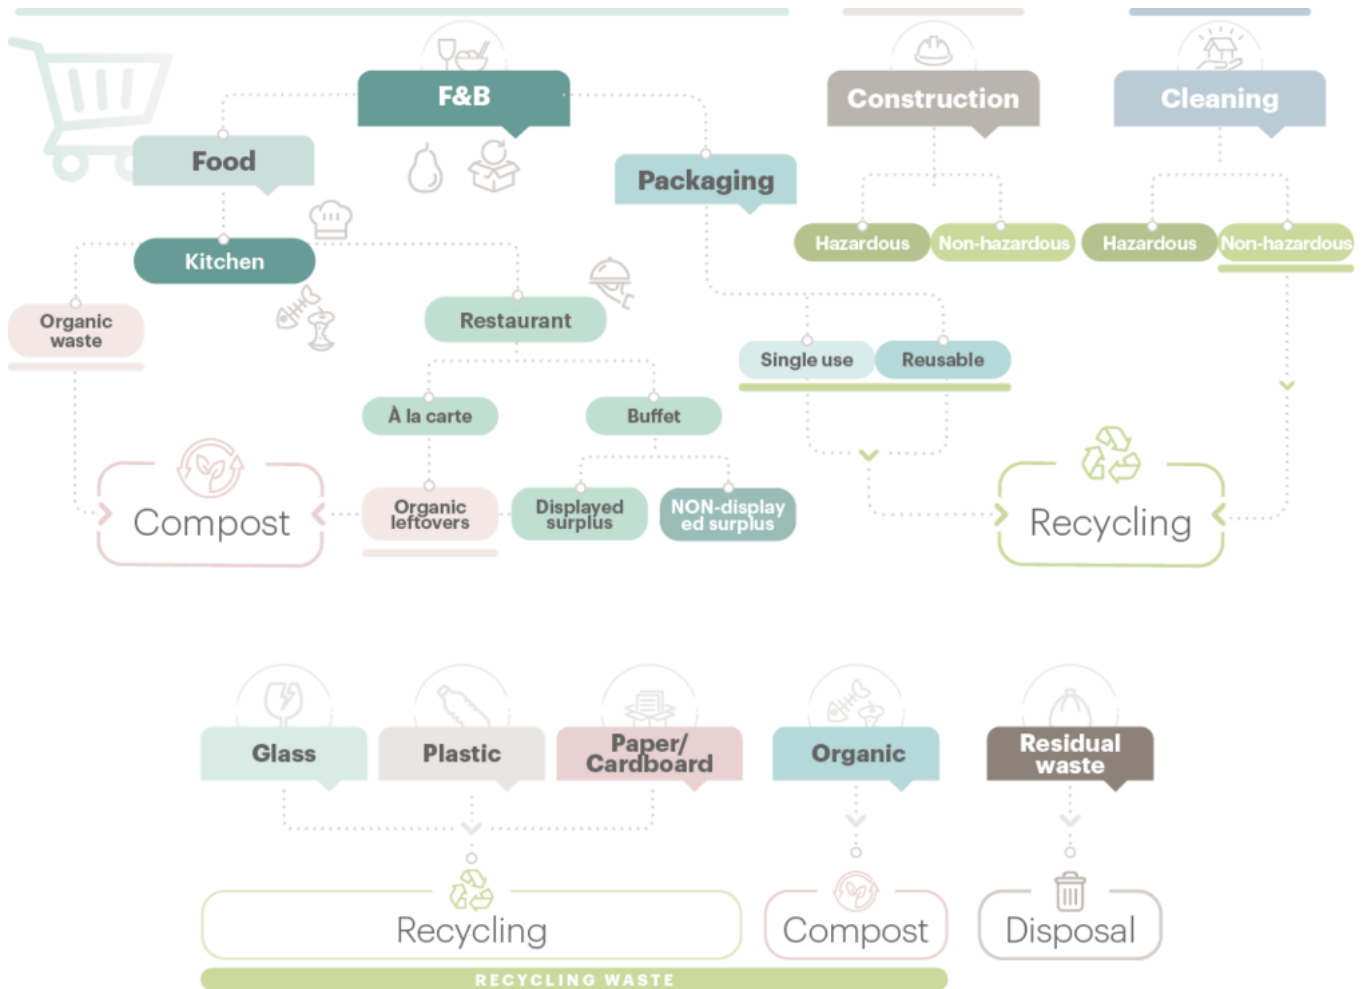 F&B
Construction
Cleaning
Food
Packaging
Hazardous
Non-hazardous
Hazardous
Non-hazardous
Kitchen
Organic
waste
Restaurant
Single use
Reusable
À la carte
Buffet
Organic
leftovers
Displayed
surplus
NON-display
ed surplus
Compost
Recycling
Glass
Plastic
Paper/
Cardboard
Organic
Residual
waste
Recycling
Compost
Disposal
RECYCLING WASTE